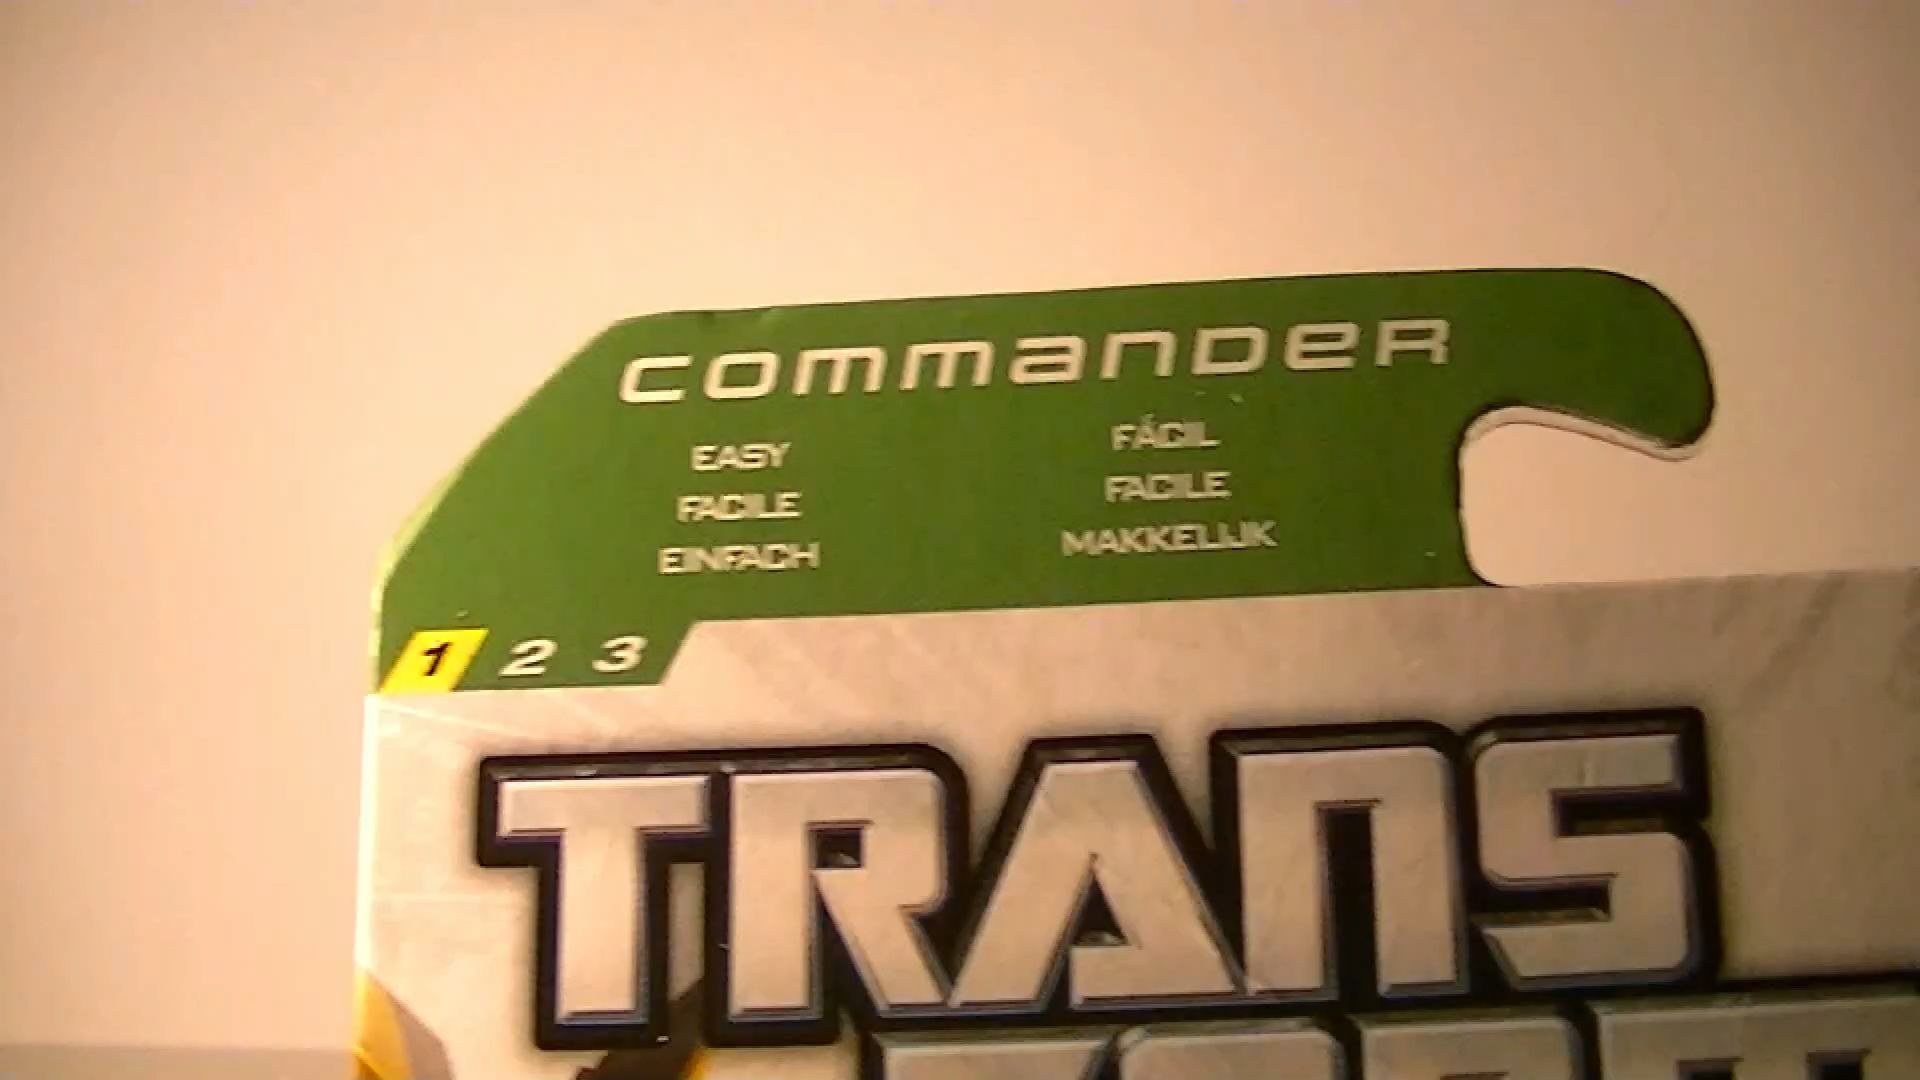 COMMANDER
EASY
FACILE
EINFACH
FÁCIL
FACILE
MAKKELIJK
1 2 3
TRANS